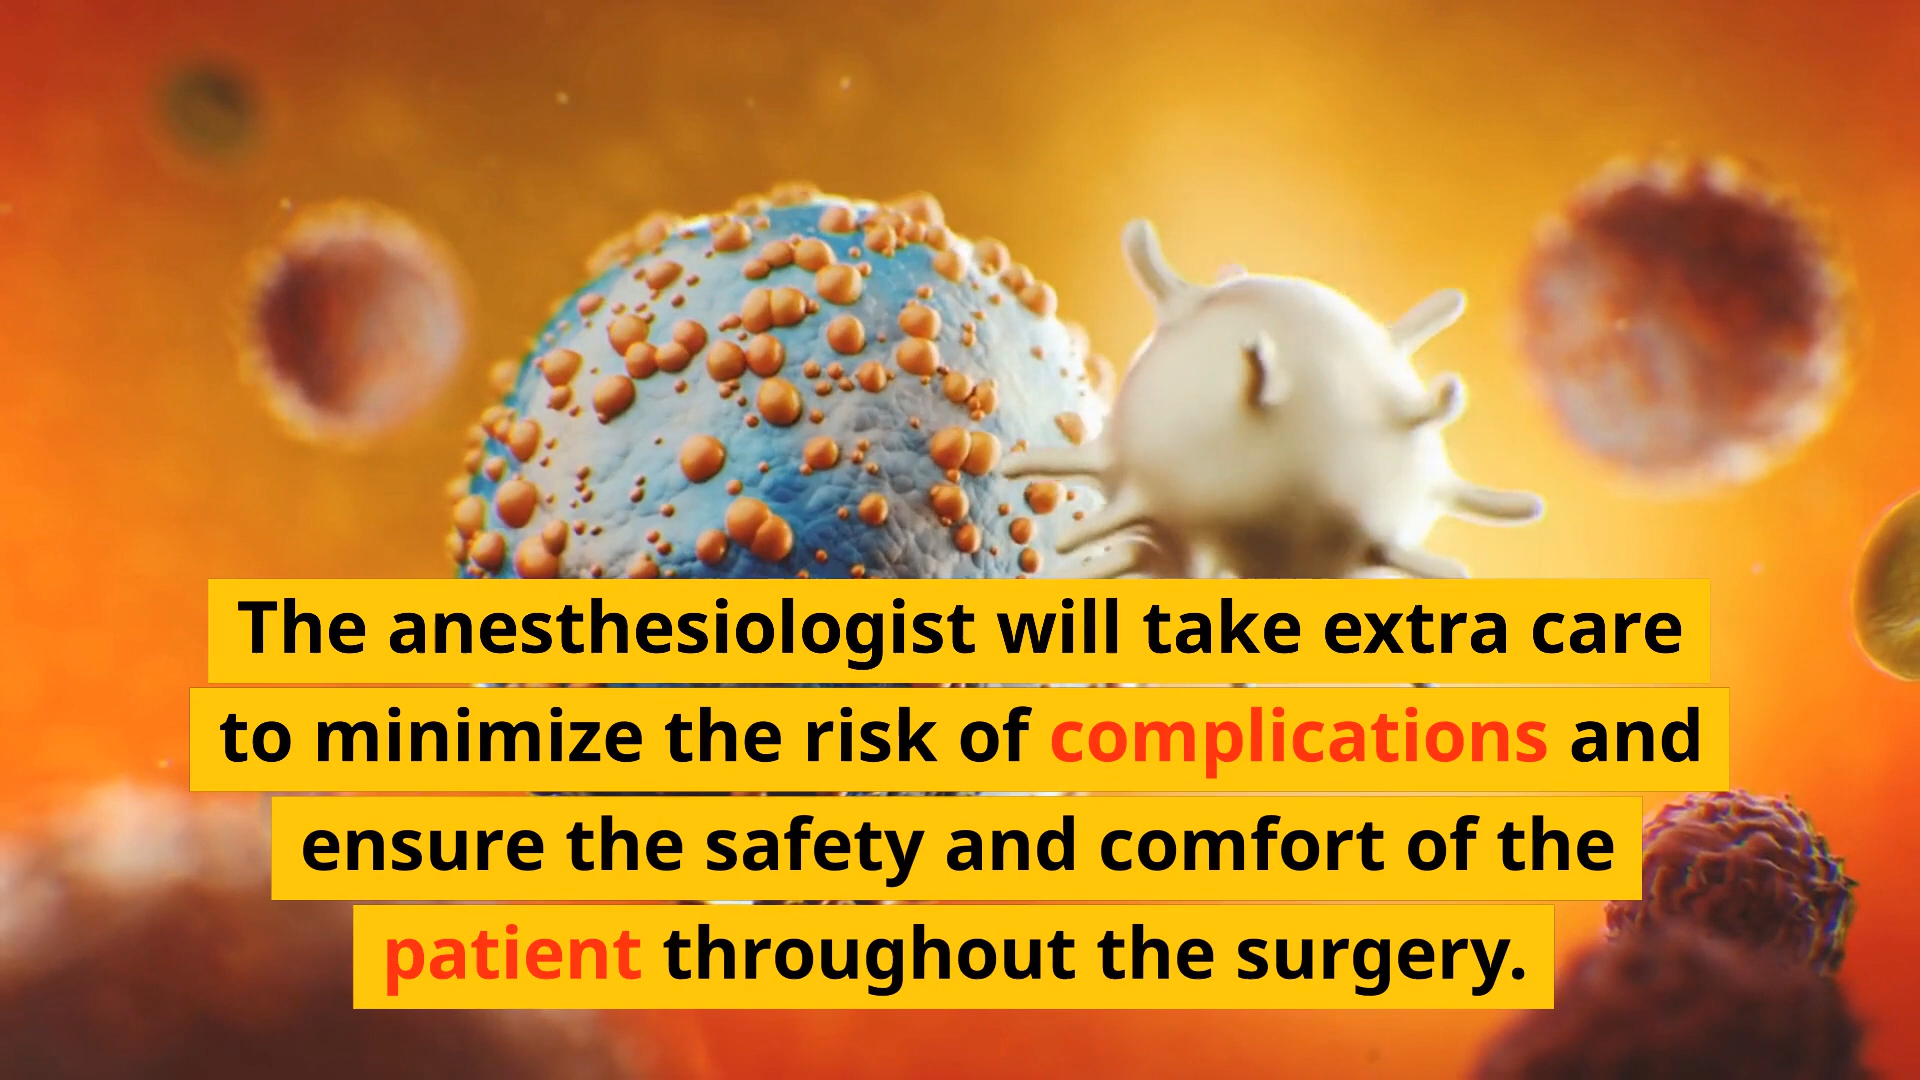 The anesthesiologist will take extra care
to minimize the risk of complications and
ensure the safety and comfort of the
patient throughout the surgery.